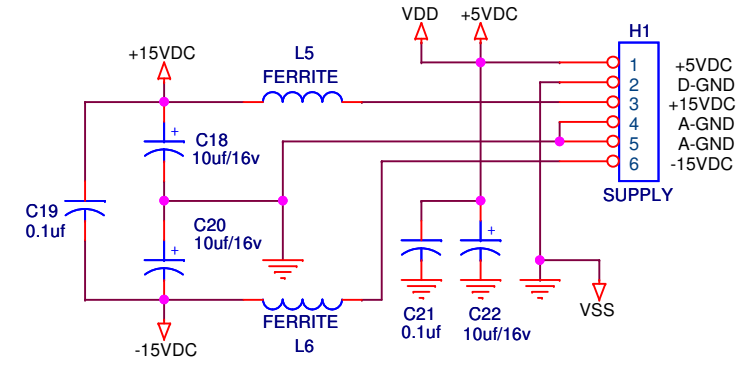 VDD
+5VDC
H1
+15VDC
L5
FERRITE
1
+5VDC
2
D-GND
3
+15VDC
4
A-GND
5
A-GND
6
-15VDC
SUPPLY
+
C18
10uf/16v
C19
0.1uf
C20
10uf/16v
+
+
FERRITE
L6
-15VDC
C21
0.1uf
C22
10uf/16v
VSS